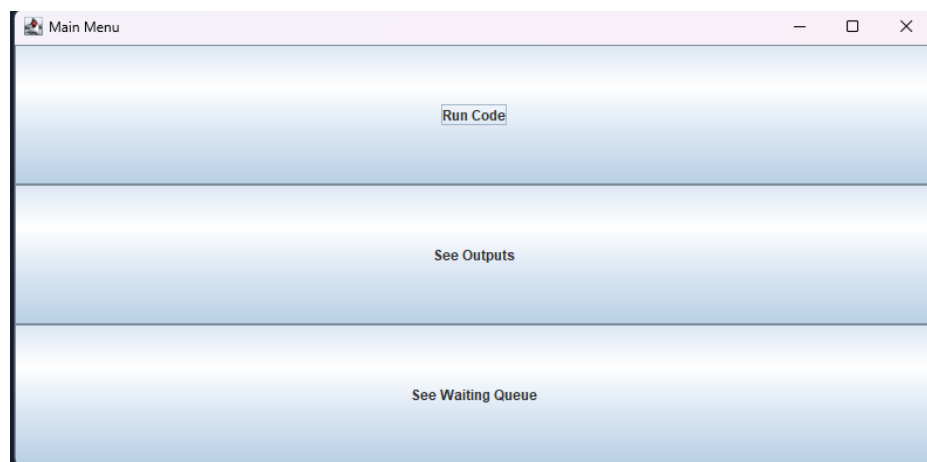 Main Menu
Run Code
See Outputs
See Waiting Queue